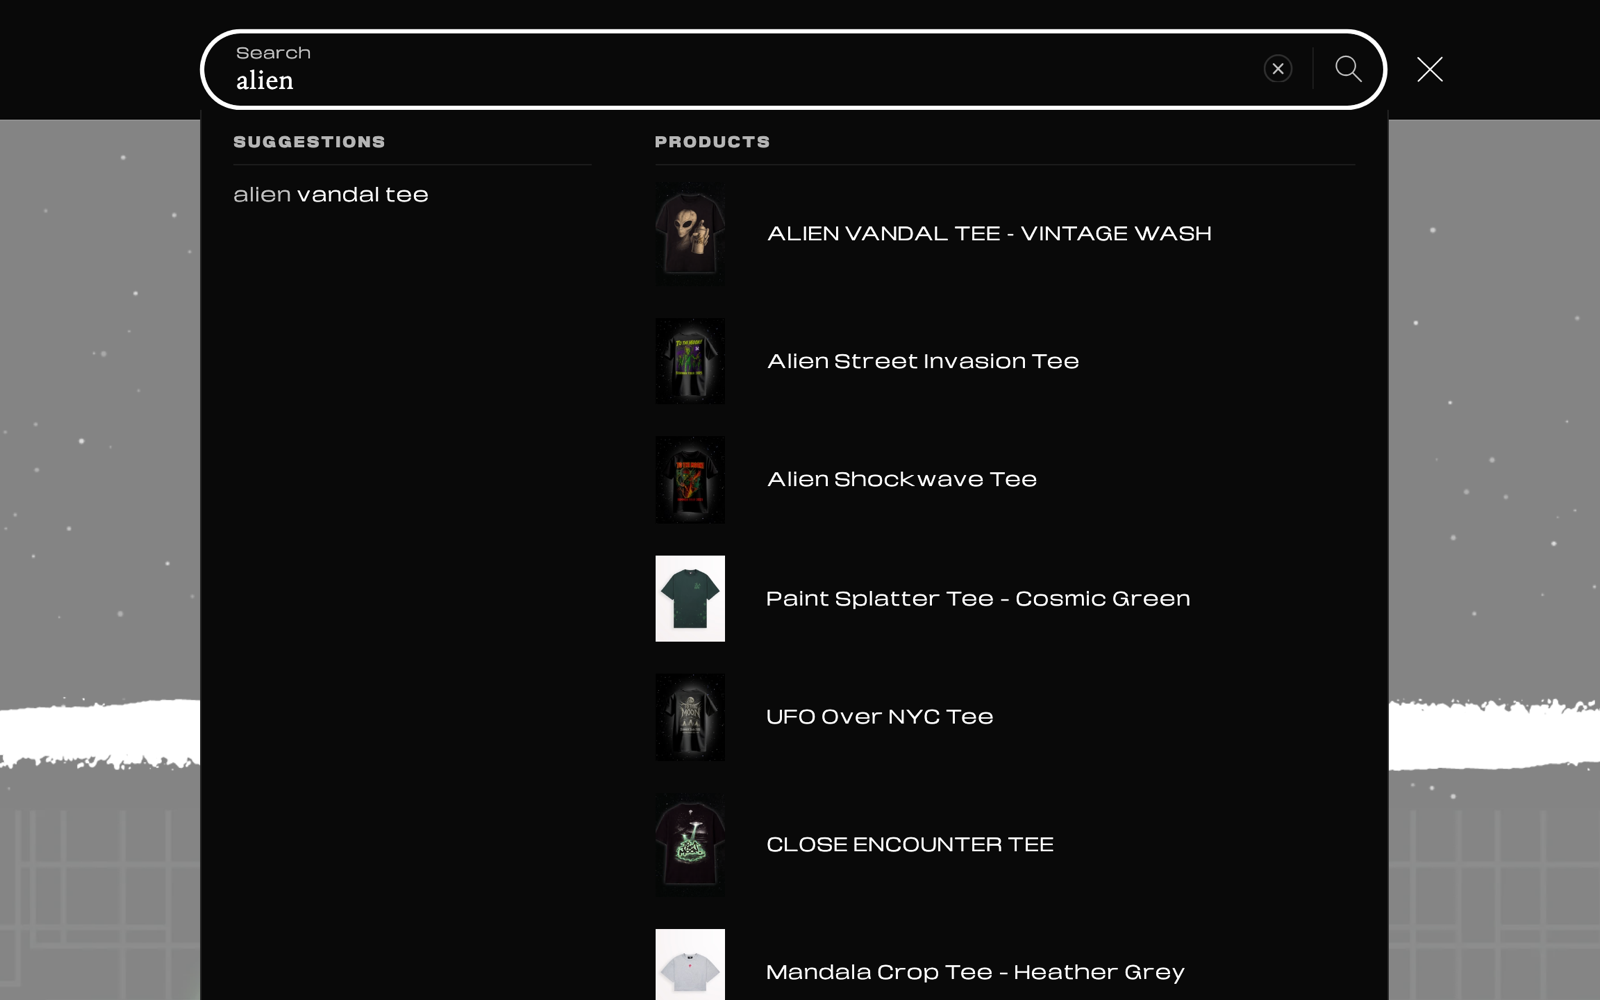 Search
alien
SUGGESTIONS
alien vandal tee
PRODUCTS
ALIEN VANDAL TEE - VINTAGE WASH
Alien Street Invasion Tee
Alien Shockwave Tee
Paint Splatter Tee - Cosmic Green
UFO Over NYC Tee
MOON
CLOSE ENCOUNTER TEE
Mandala Crop Tee - Heather Grey